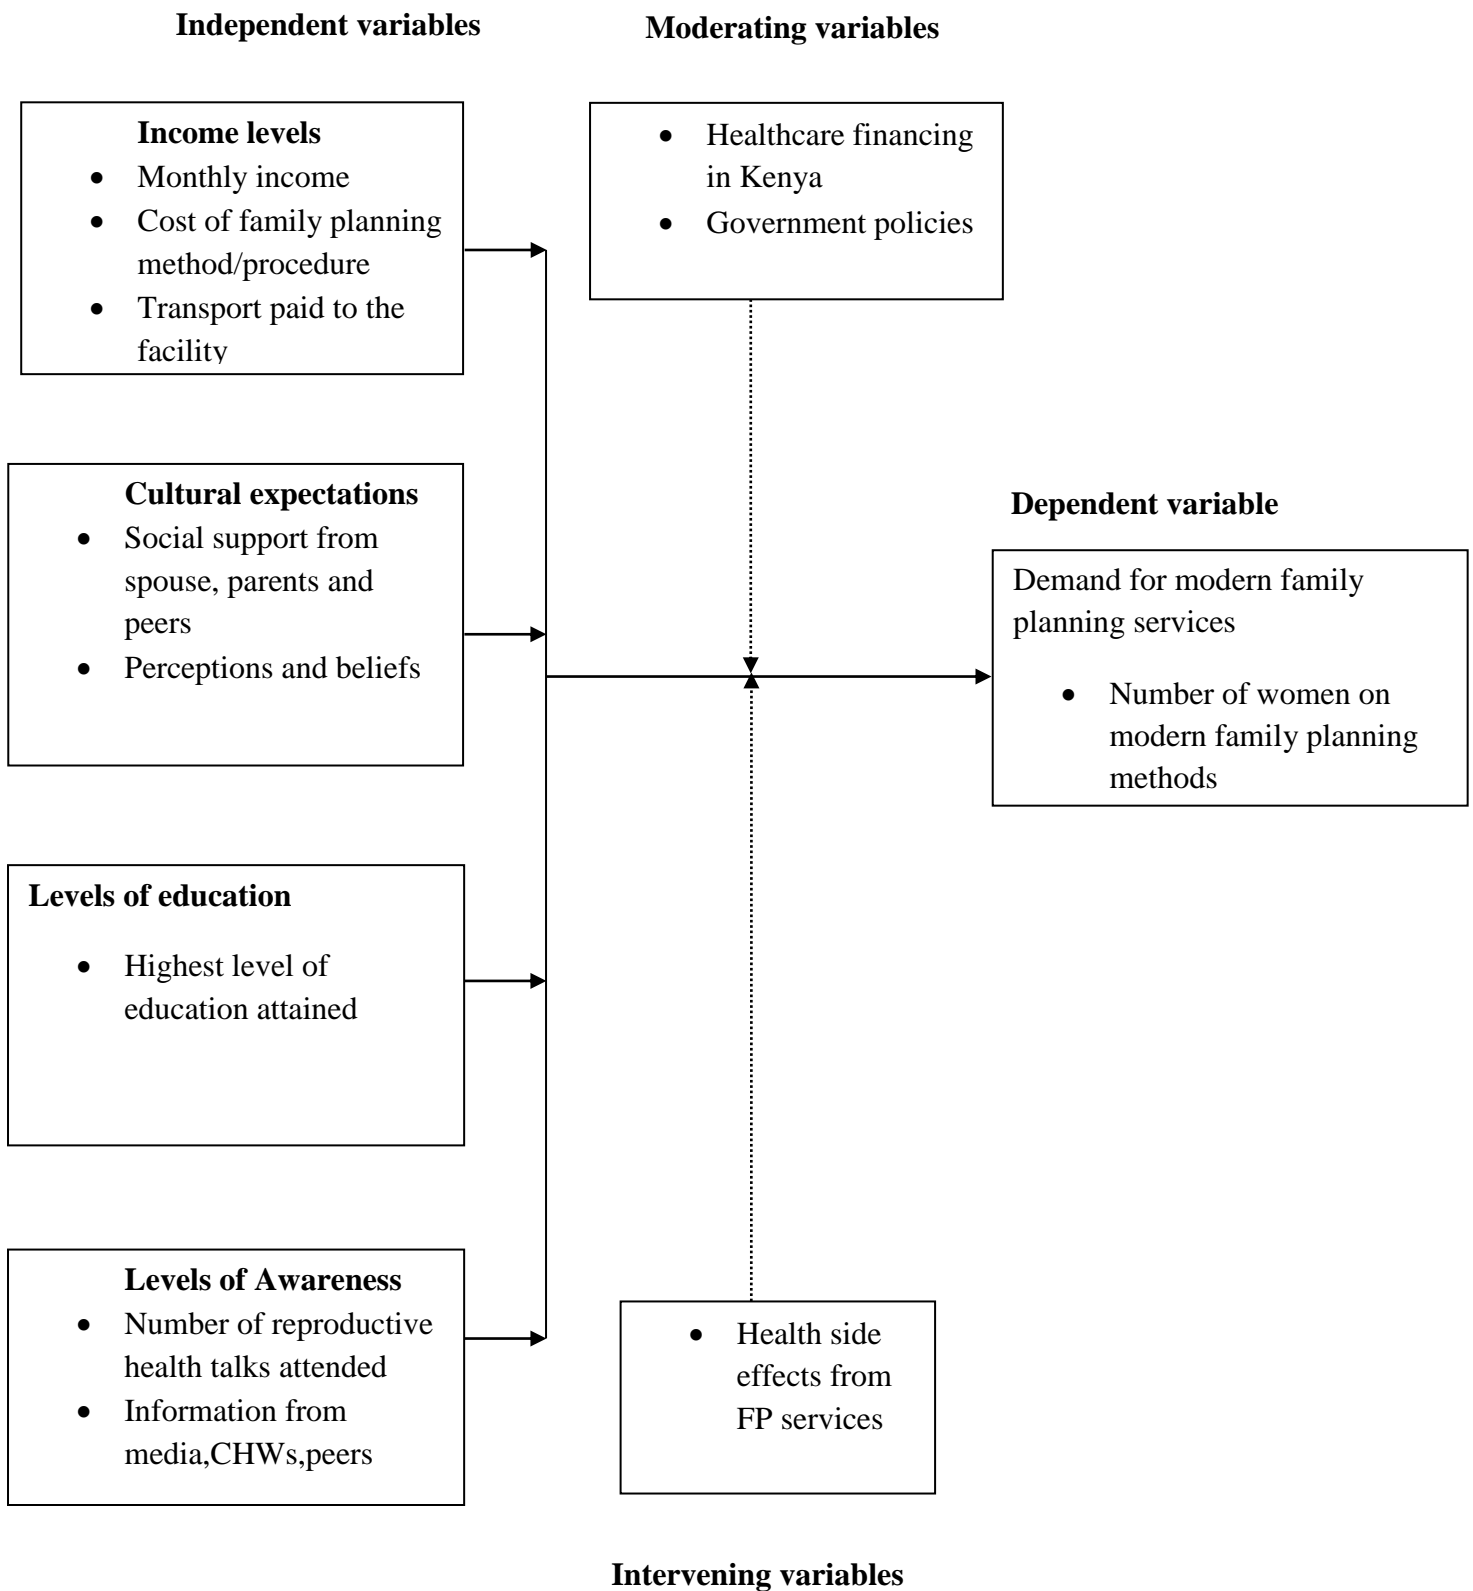 Independent variables
Moderating variables
Income levels
• Monthly income
• Cost of family planning
method/procedure
• Transport paid to the
facility
• Healthcare financing
in Kenya
• Government policies
Cultural expectations
• Social support from
spouse, parents and
peers
• Perceptions and beliefs
Dependent variable
Demand for modern family
planning services
• Number of women on
modern family planning
methods
Levels of education
• Highest level of
education attained
Levels of Awareness
• Number of reproductive
health talks attended
• Information from
media,CHWs,peers
• Health side
effects from
FP services
Intervening variables